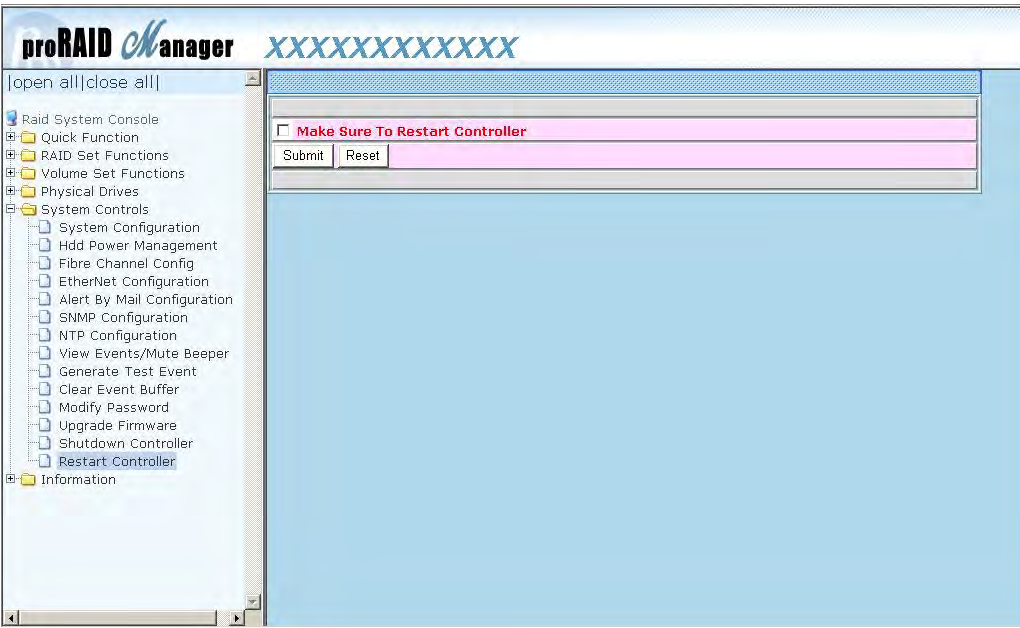 proRAID Manager XXXXXXXXXXXX
|open all|close all|
Raid System Console
Quick Function
RAID Set Functions
Volume Set Functions
Physical Drives
System Controls
System Configuration
Hdd Power Management
Fibre Channel Config
EtherNet Configuration
Alert By Mail Configuration
SNMP Configuration
NTP Configuration
View Events/Mute Beeper
Generate Test Event
Clear Event Buffer
Modify Password
Upgrade Firmware
Shutdown Controller
Restart Controller
Information
Make Sure To Restart Controller
Submit Reset